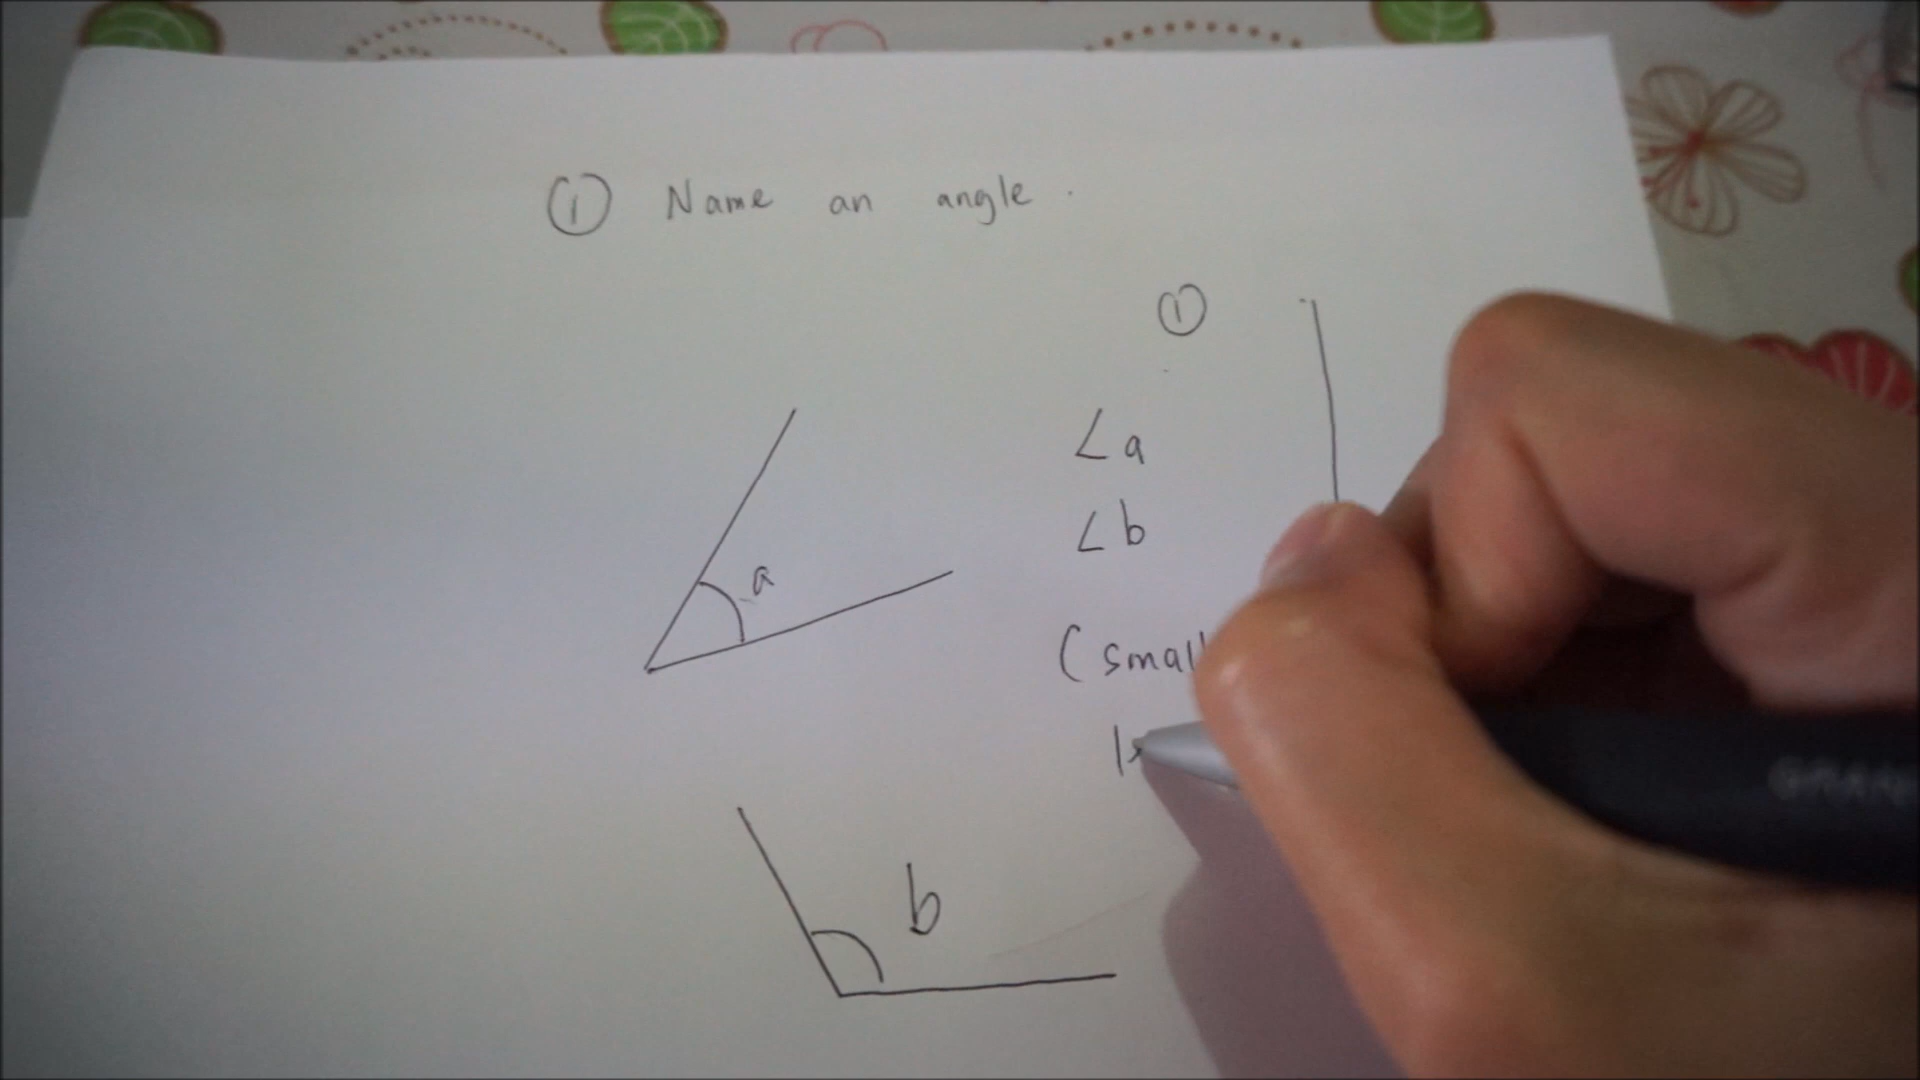 ① Name an angle.
①
a
∠a
∠b
(small
b